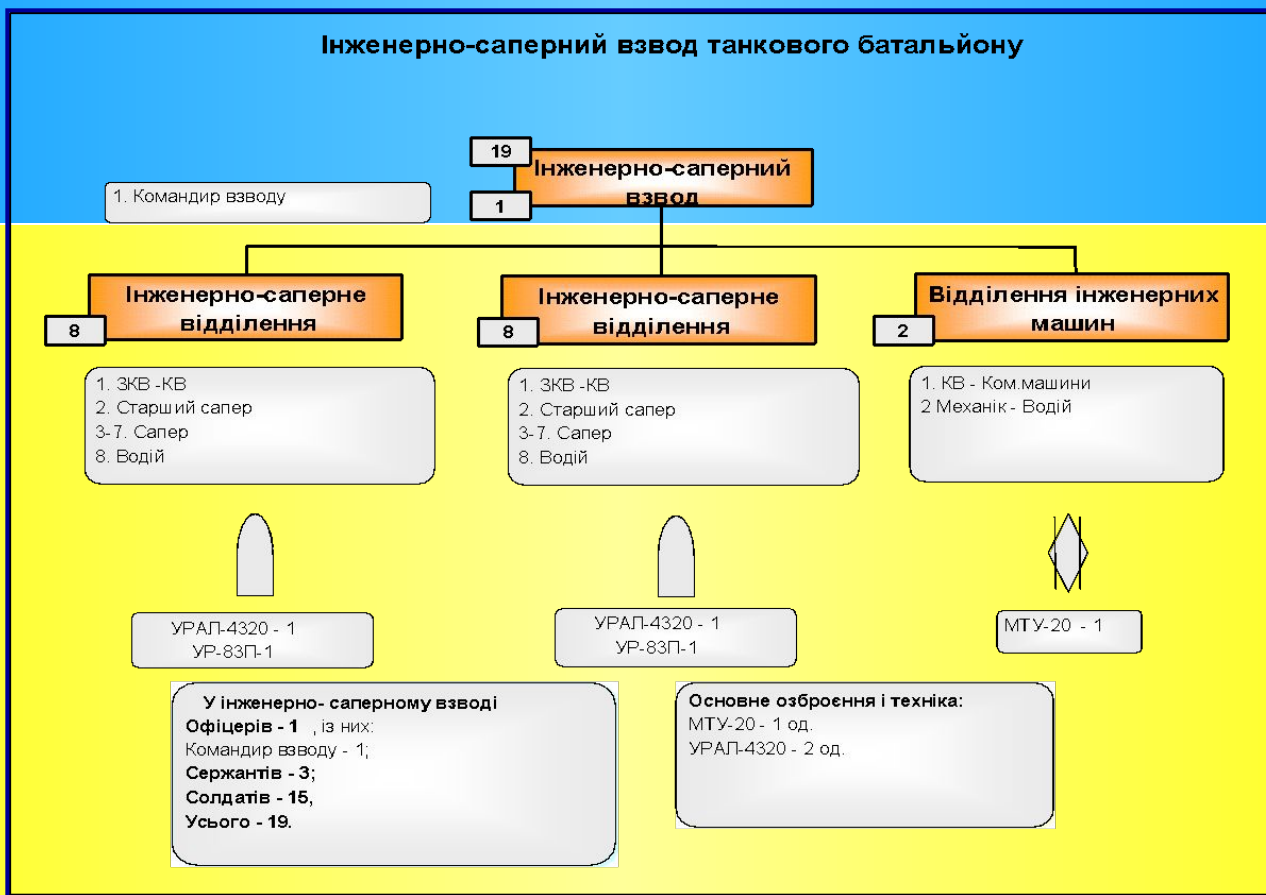 Інженерно-саперний взвод танкового батальйону
19
Інженерно-саперний
взвод
1
1. Командир взводу
Інженерно-саперне
відділення
8
1. ЗКВ -КВ
2. Старший сапер
3-7. Сапер
8. Водій
УРАЛ-4320 - 1
УР-83П-1
Інженерно-саперне
відділення
8
1. ЗКВ -КВ
2. Старший сапер
3-7. Сапер
8. Водій
УРАЛ-4320 - 1
УР-83П-1
Відділення інженерних
машин
2
1. КВ - Ком.машини
2 Механік - Водій
МТУ-20 - 1
У інженерно- саперному взводі
Офіцерів - 1 , із них:
Командир взводу - 1;
Сержантів - 3;
Солдатів - 15,
Усього - 19.
Основне озброєння і техніка:
МТУ-20 - 1 од.
УРАЛ-4320 - 2 од.